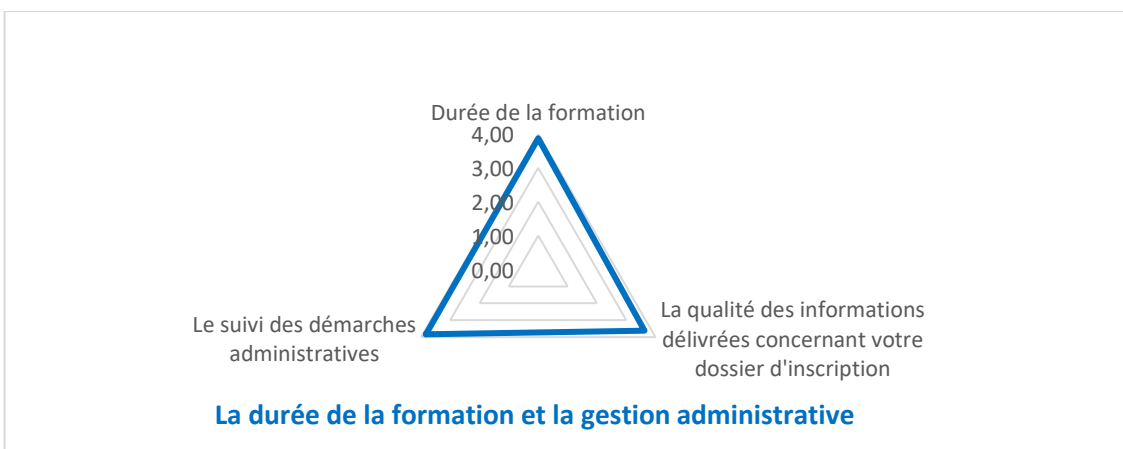 Durée de la formation
4,00
3,00
2,00
1,00
0,00
Le suivi des démarches
administratives
La qualité des informations
délivrées concernant votre
dossier d'inscription
La durée de la formation et la gestion administrative